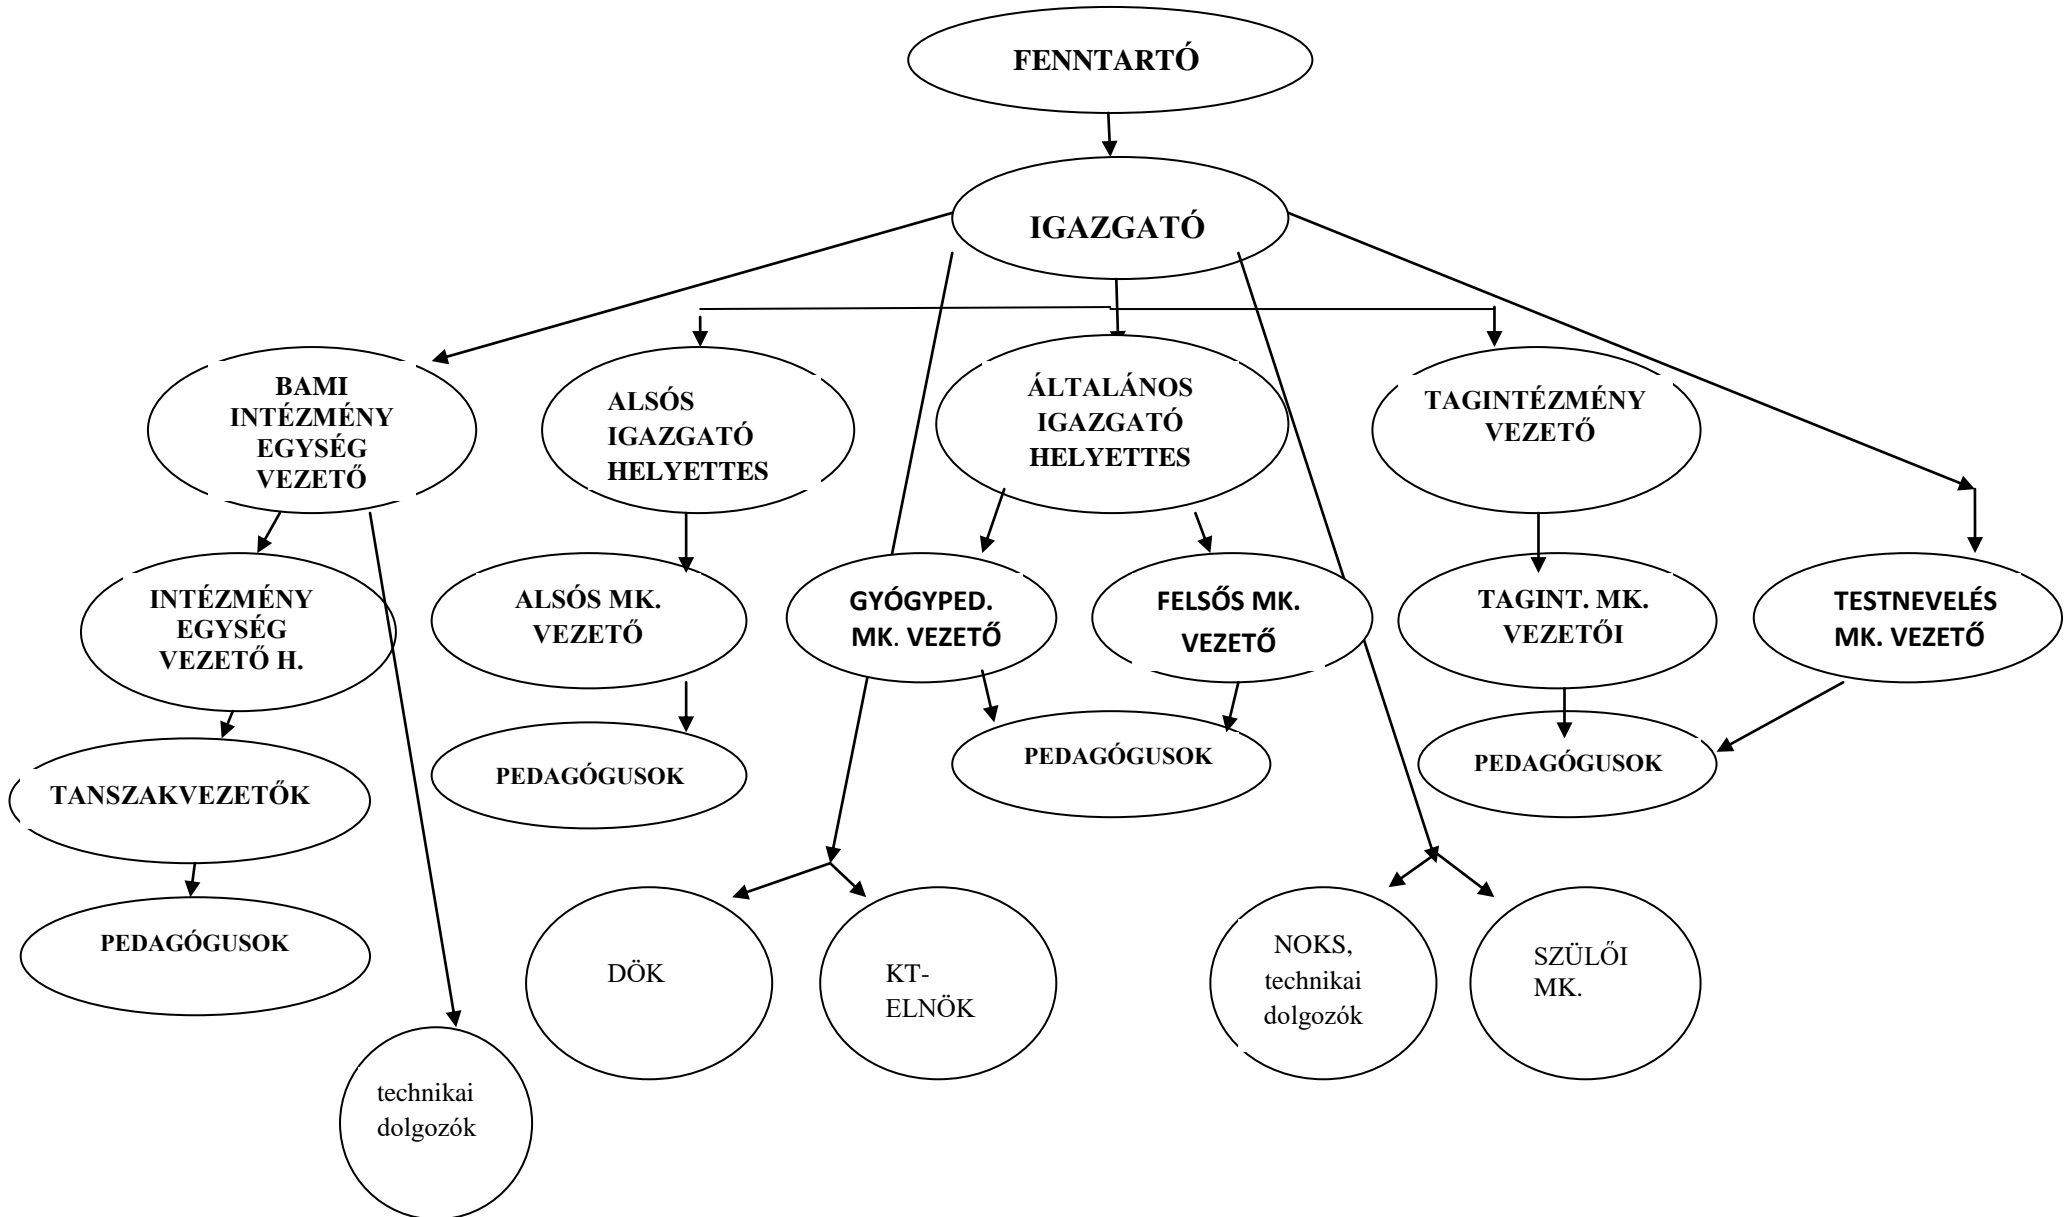 FENNTARTÓ
IGAZGATÓ
BAMI
INTÉZMÉNY
EGYSÉG
VEZETŐ
ALSÓS
IGAZGATÓ
HELYETTES
ÁLTALÁNOS
IGAZGATÓ
HELYETTES
TAGINTÉZMÉNY
VEZETŐ
INTÉZMÉNY
EGYSÉG
VEZETŐ H.
ALSÓS MK.
VEZETŐ
GYÓGYPED.
MK. VEZETŐ
FELSŐS MK.
VEZETŐ
TAGINT. MK.
VEZETŐI
TESTNEVELÉS
MK. VEZETŐ
TANSZAKVEZETŐK
PEDAGÓGUSOK
PEDAGÓGUSOK
PEDAGÓGUSOK
PEDAGÓGUSOK
DÖK
KT-
ELNÖK
NOKS,
technikai
dolgozók
SZÜLŐI
MK.
technikai
dolgozók